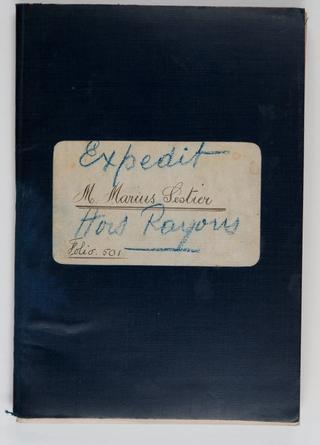 Expedit
M. Marius Sestier
Hors Rayons
Folio. 501